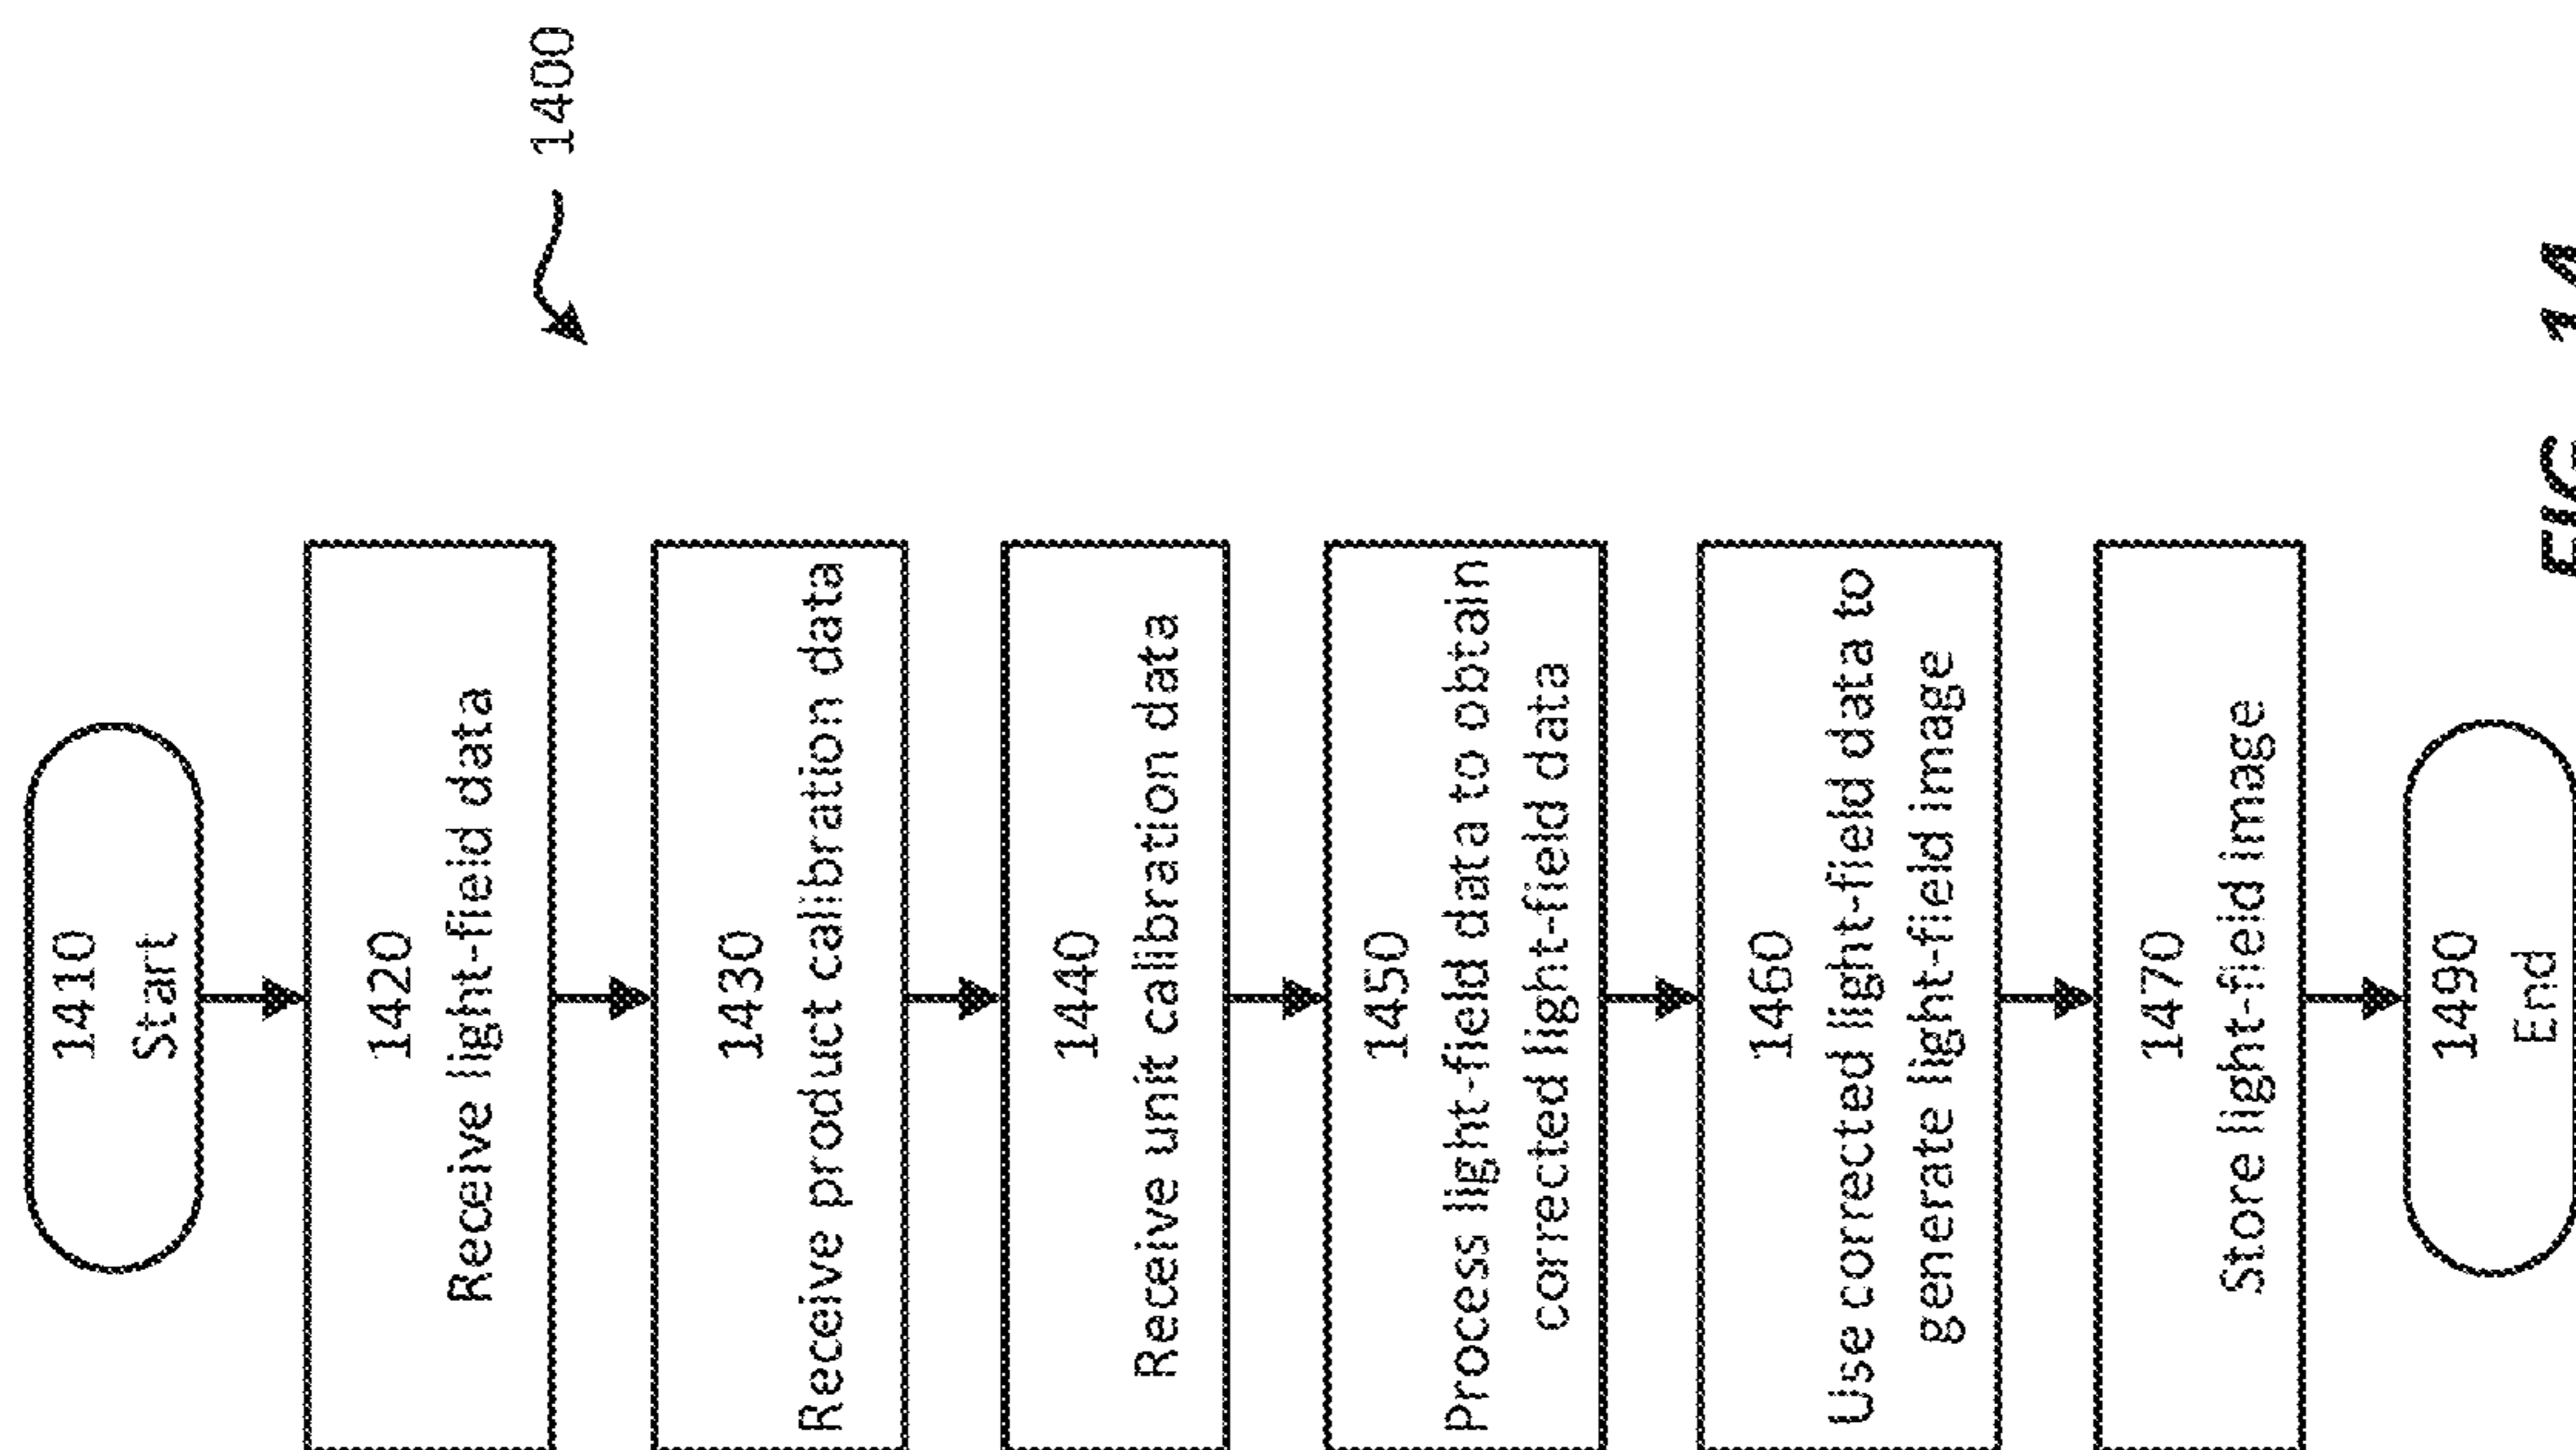 1400
1410
Start
1420
Receive light-field data
1430
Receive product calibration data
1440
Receive unit calibration data
1450
Process light-field data to obtain
corrected light-field data
1460
Use corrected light-field data to
generate light-field image
1470
Store light-field image
1490
End
FIG. 14